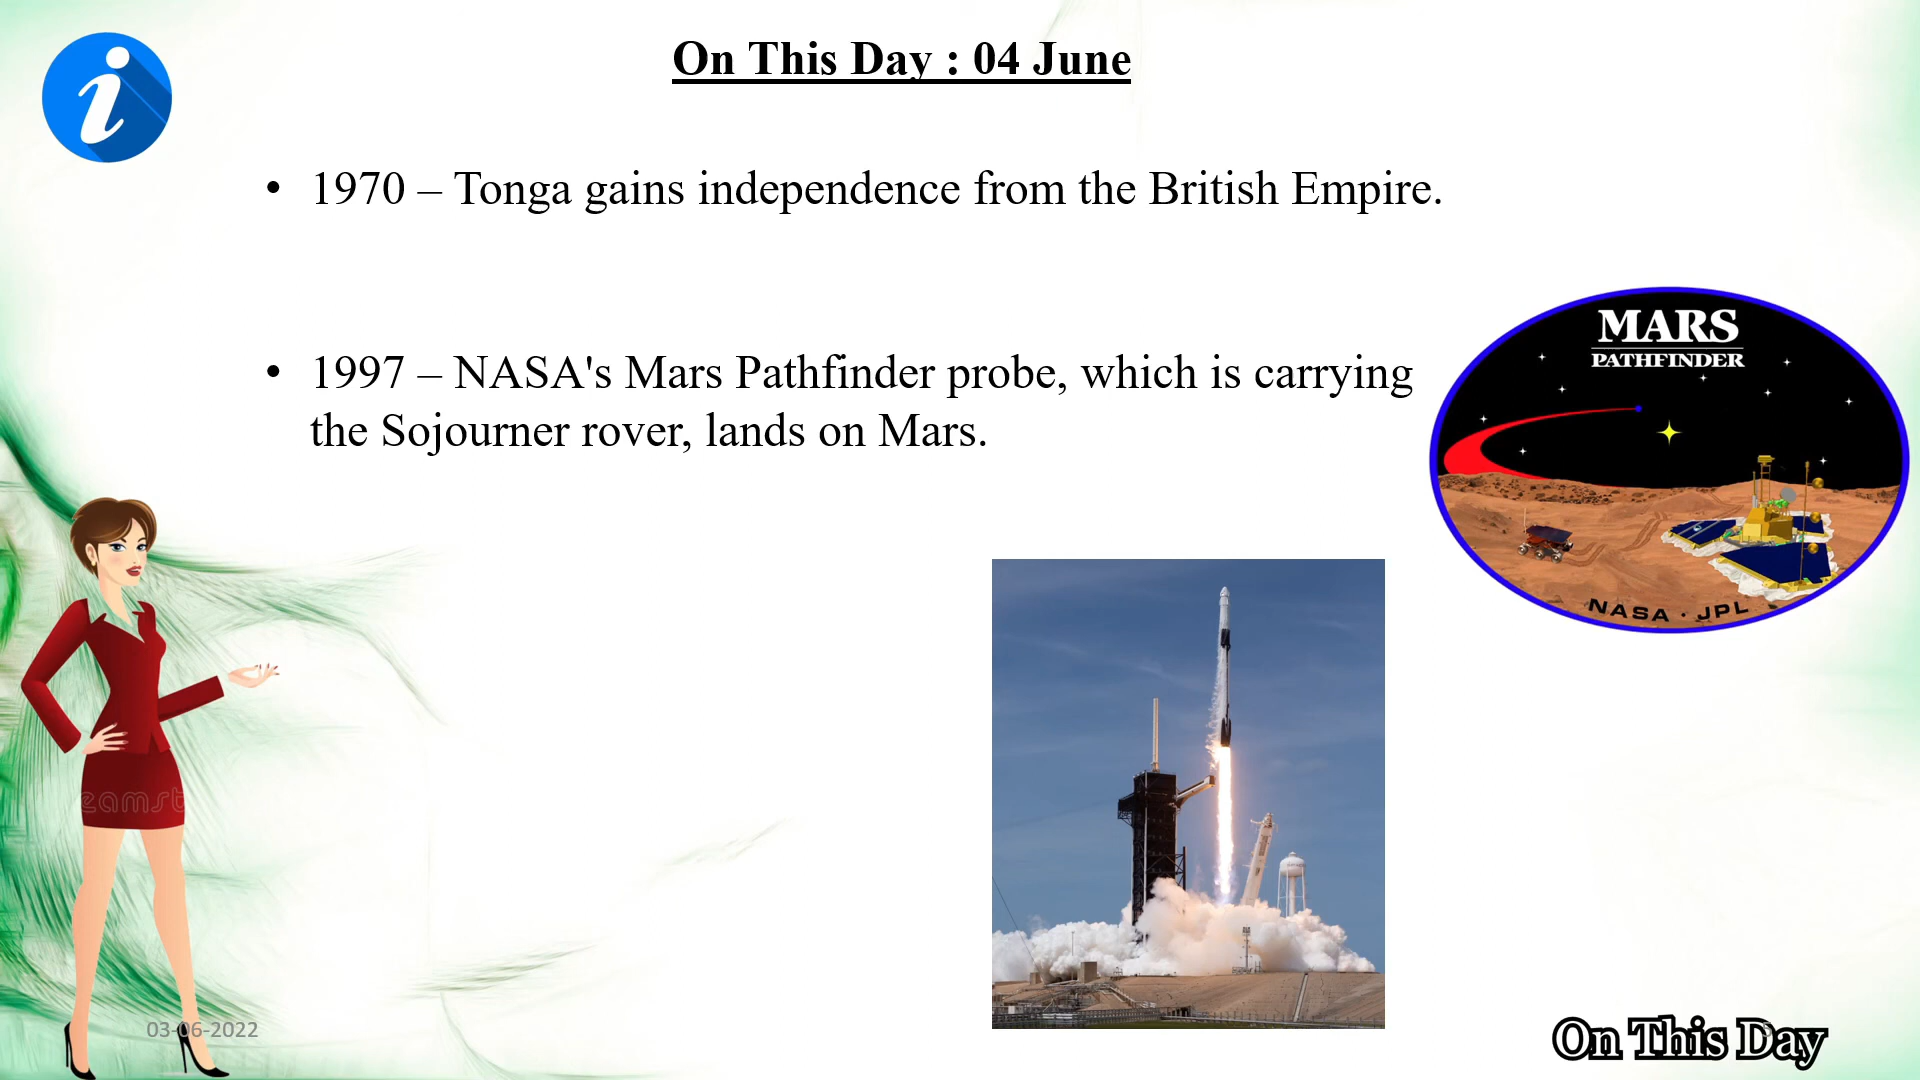 On This Day : 04 June
• 1970 – Tonga gains independence from the British Empire.
• 1997 – NASA's Mars Pathfinder probe, which is carrying
the Sojourner rover, lands on Mars.
MARS
PATHFINDER
NASA · JPL
eamst
03-06-2022
On This Day